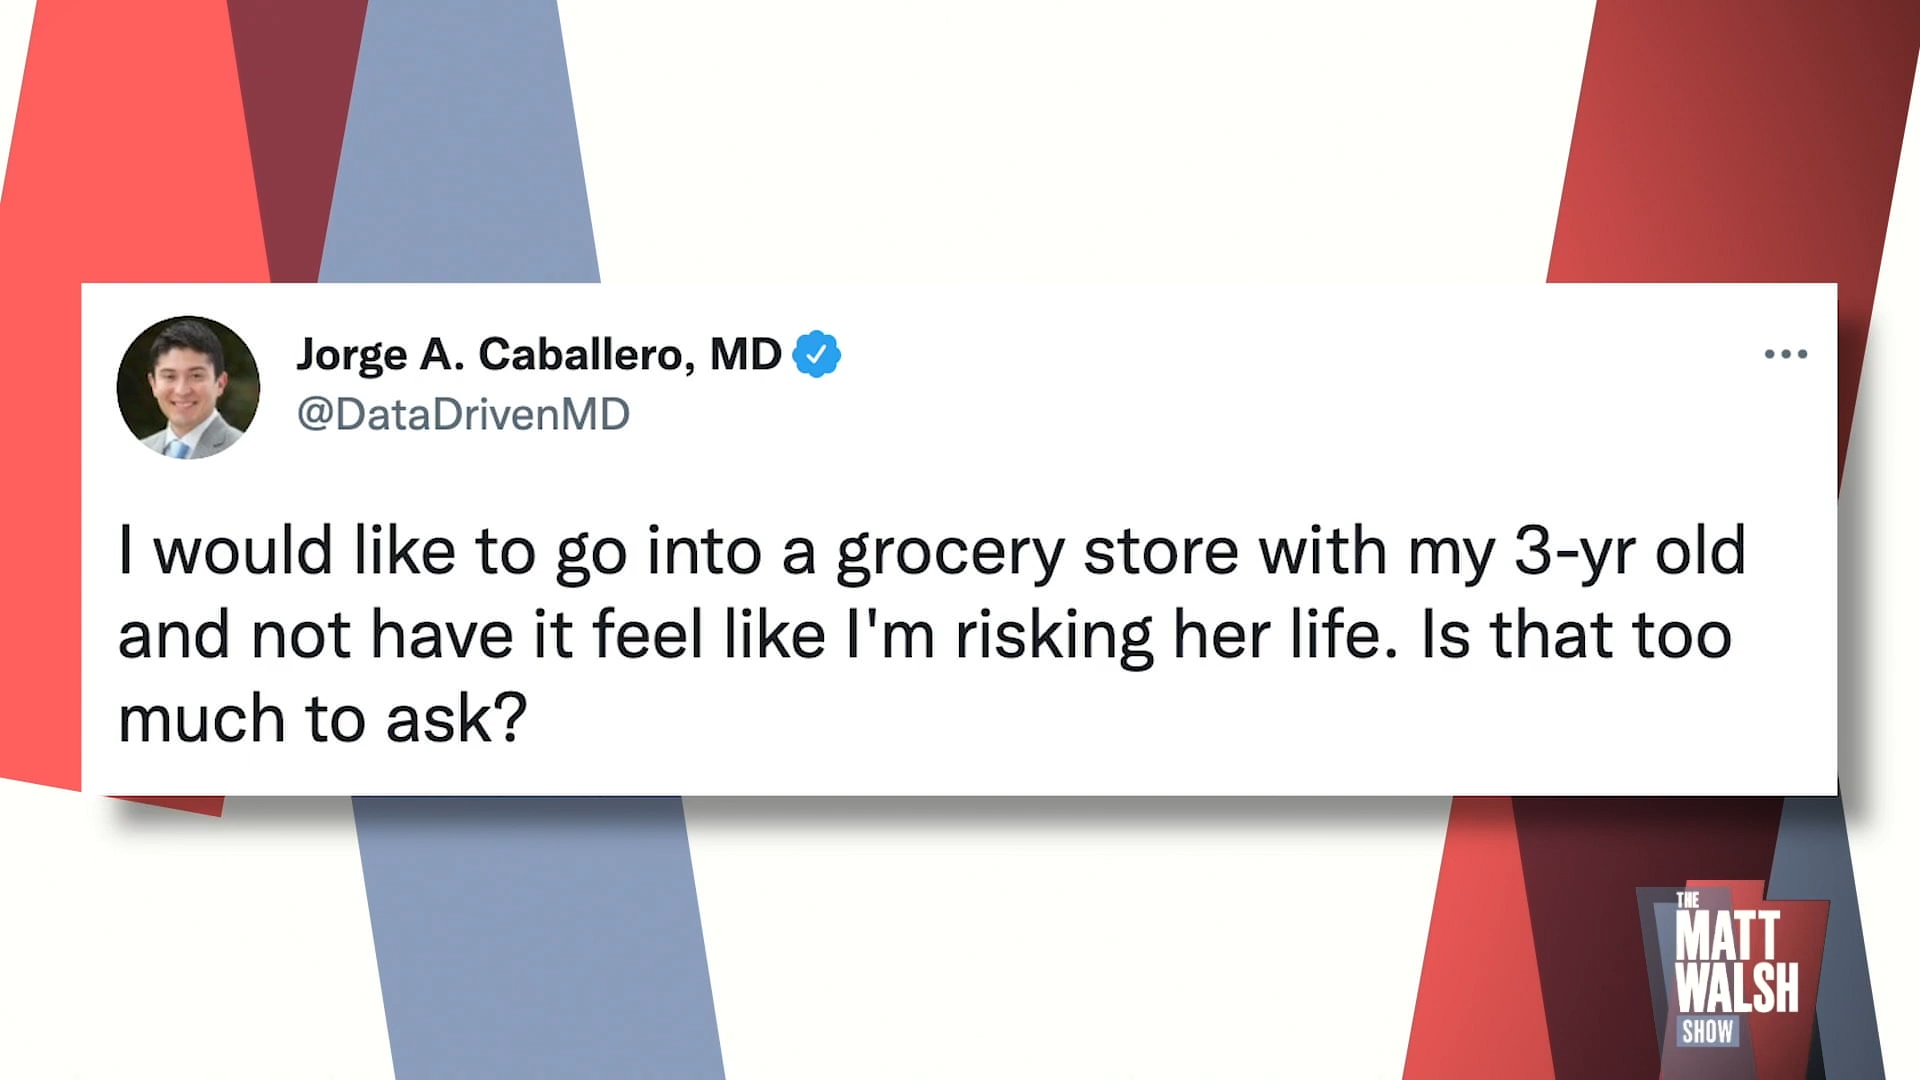 Jorge A. Caballero, MD
@DataDrivenMD
I would like to go into a grocery store with my 3-yr old
and not have it feel like I'm risking her life. Is that too
much to ask?
THE
MATT
WALSH
SHOW